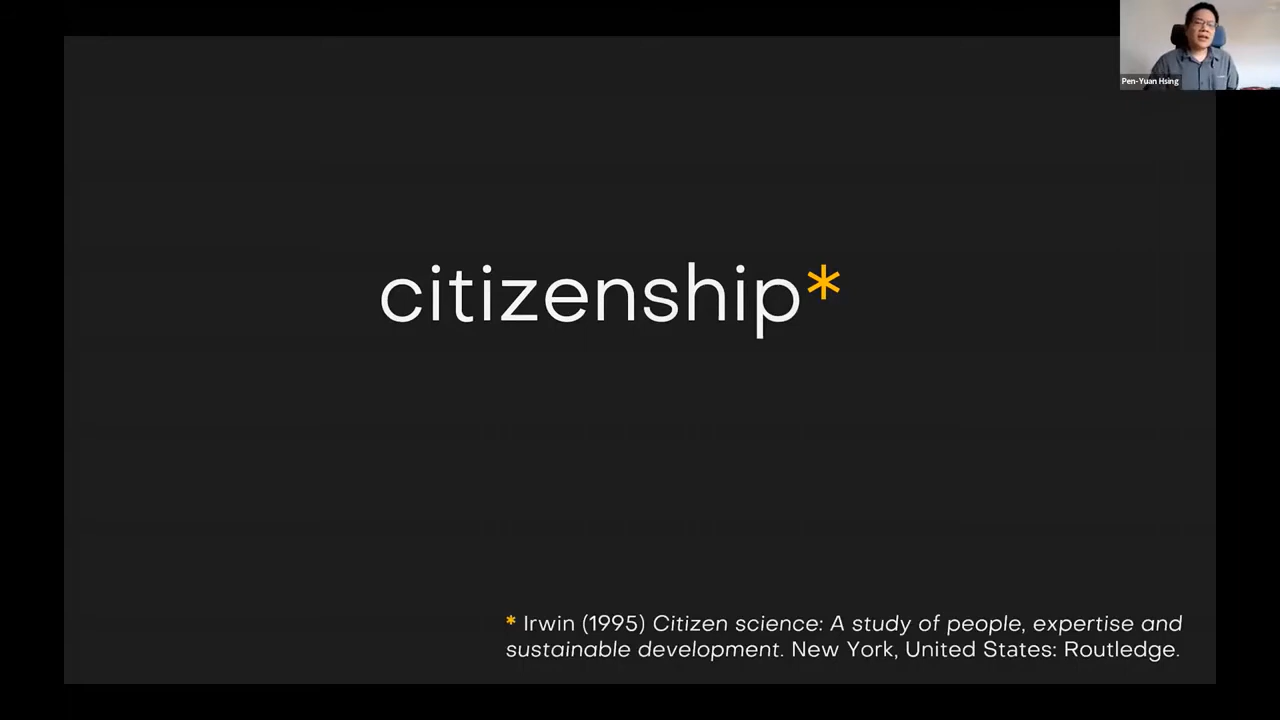 Pen-Yuan Hsing
citizenship*
* Irwin (1995) Citizen science: A study of people, expertise and
sustainable development. New York, United States: Routledge.